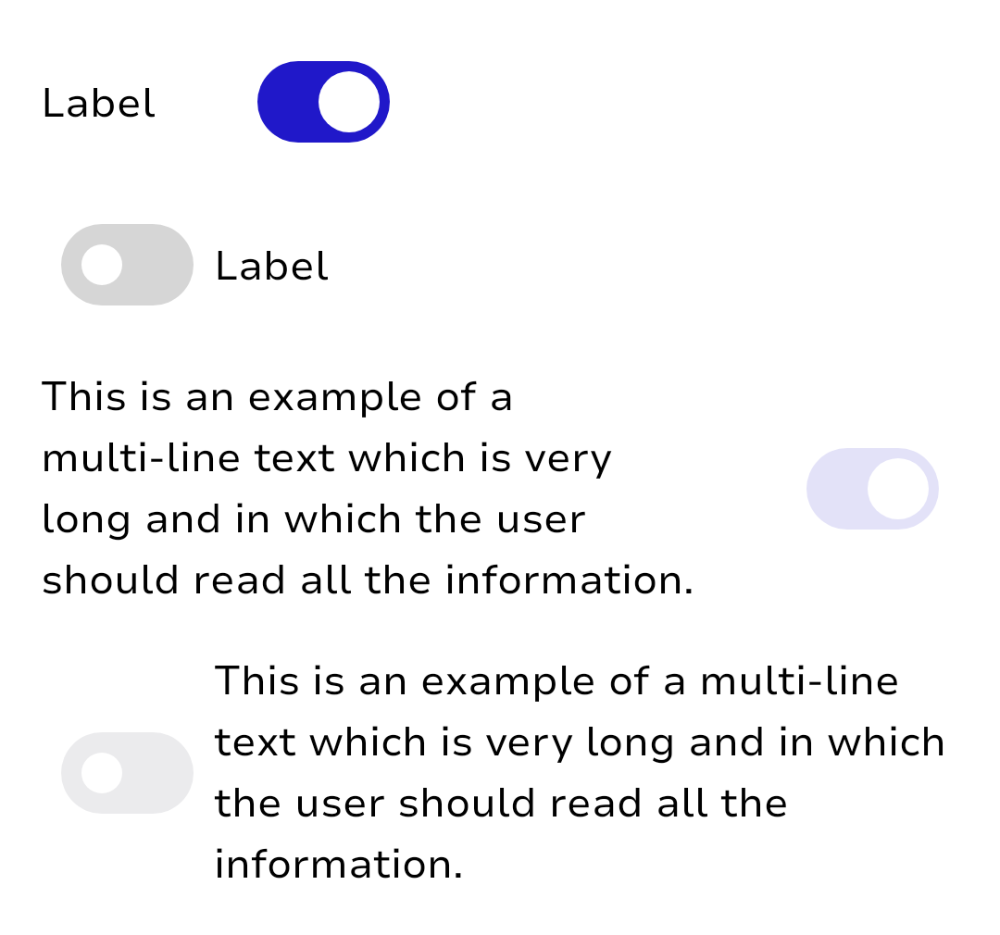 Label
Label
This is an example of a
multi-line text which is very
long and in which the user
should read all the information.
This is an example of a multi-line
text which is very long and in which
the user should read all the
information.